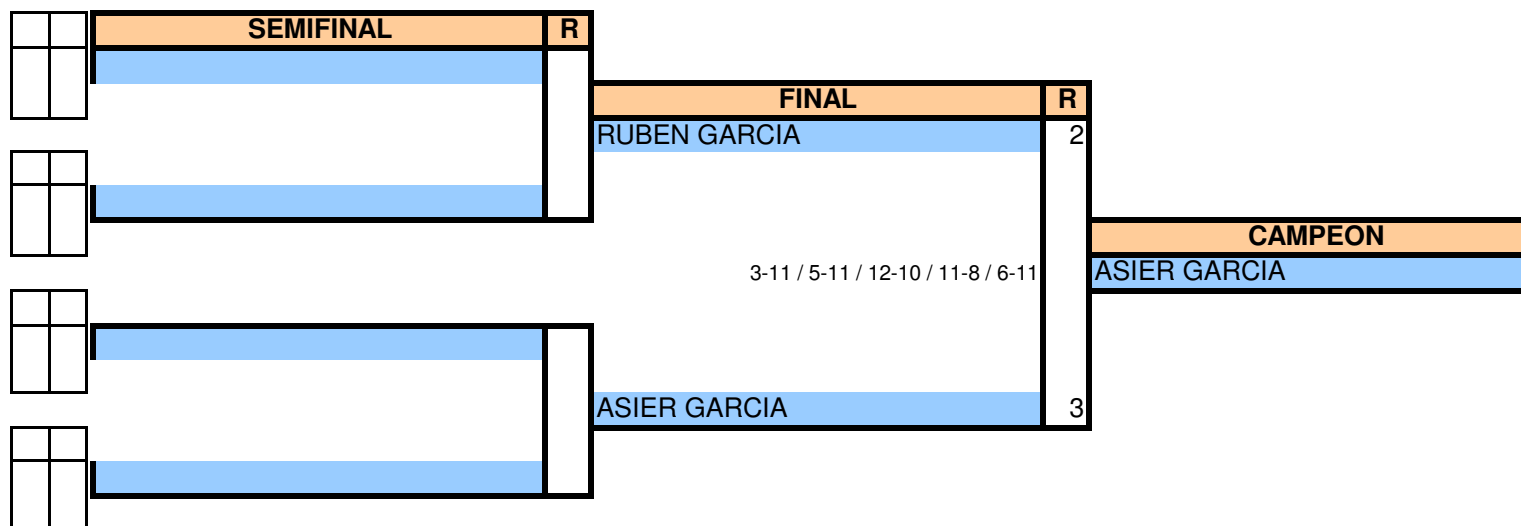 SEMIFINAL R
FINAL R
RUBEN GARCIA 2
CAMPEON
3-11 / 5-11 / 12-10 / 11-8 / 6-11 ASIER GARCIA
ASIER GARCIA 3